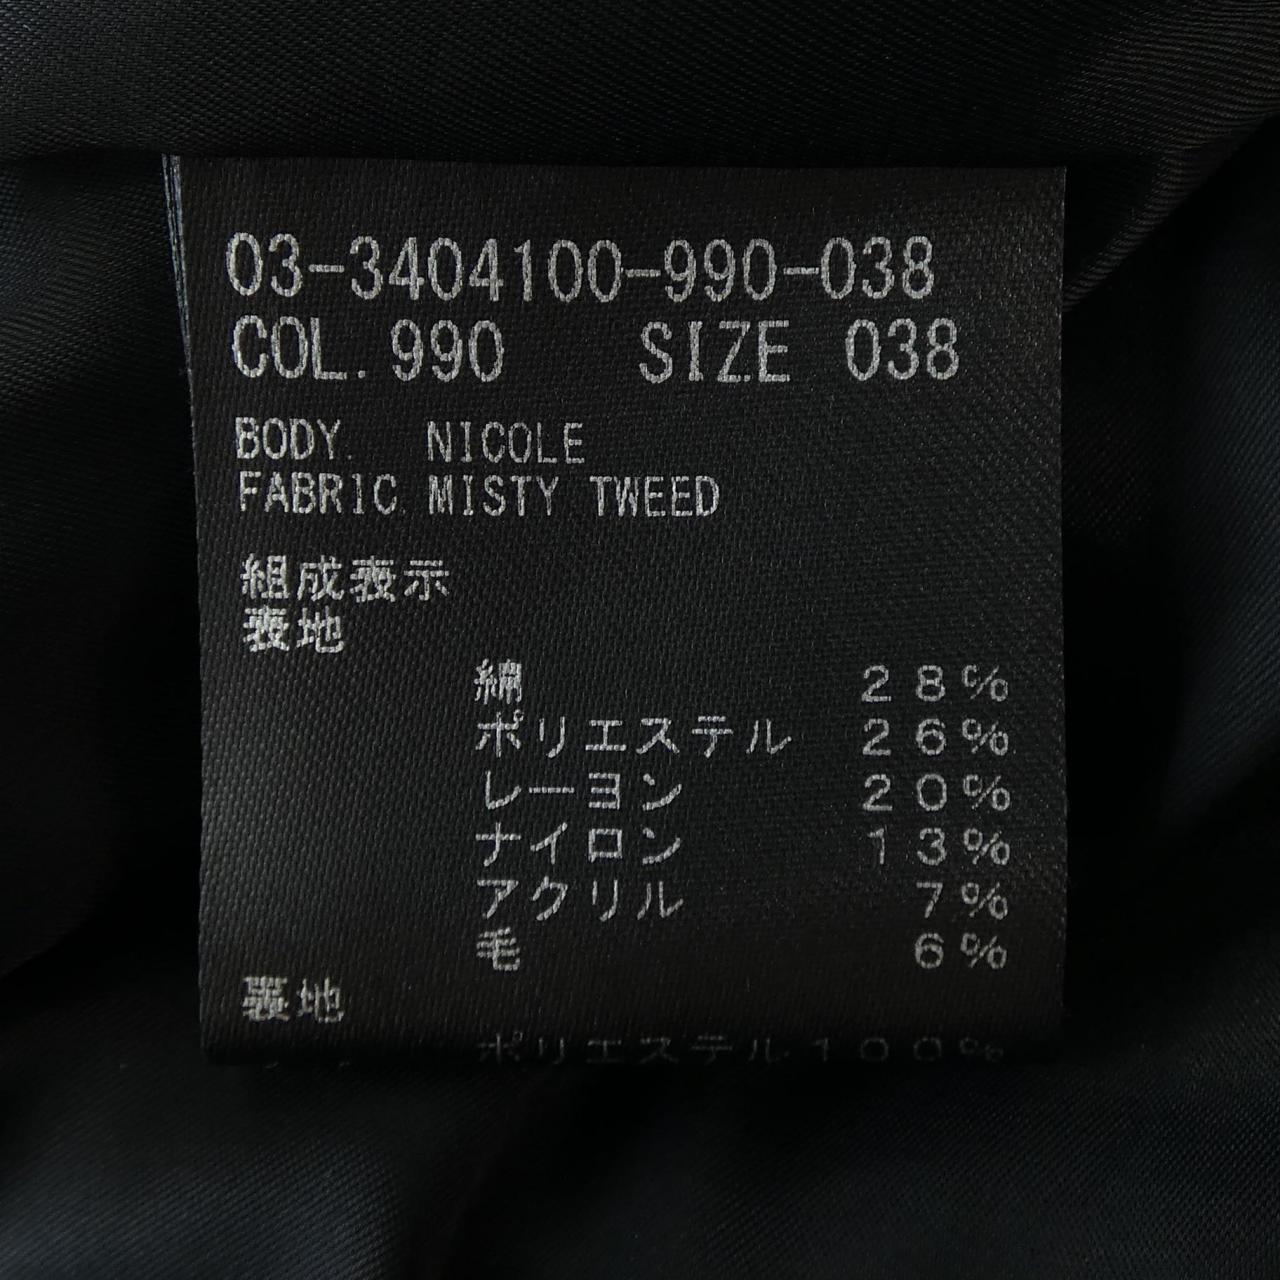 03-3404100-990-038
COL. 990 SIZE 038
BODY. NICOLE
FABRIC MISTY TWEED
組成表示
表地
綿 28%
ポリエステル 26%
レーヨン 20%
ナイロン 13%
アクリル 7%
毛 6%
裏地
ポリエステル100%